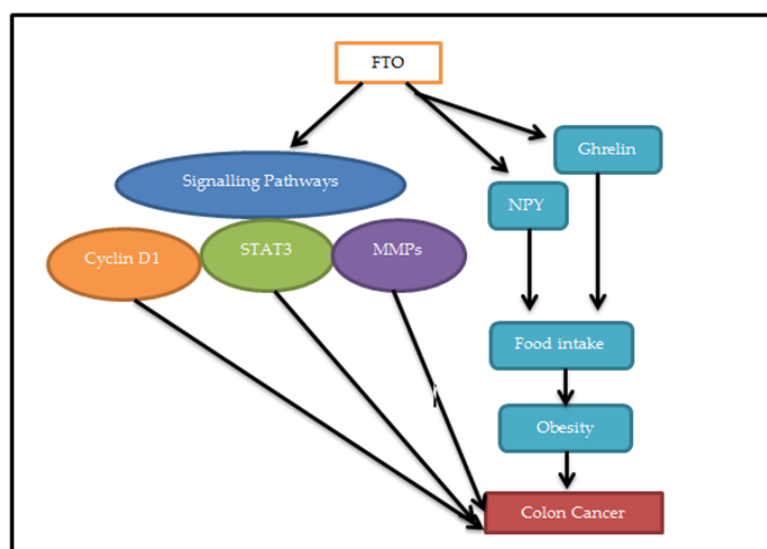 FTO
Ghrelin
Signalling Pathways
NPY
Cyclin D1
STAT3
MMPs
Food intake
Obesity
Colon Cancer